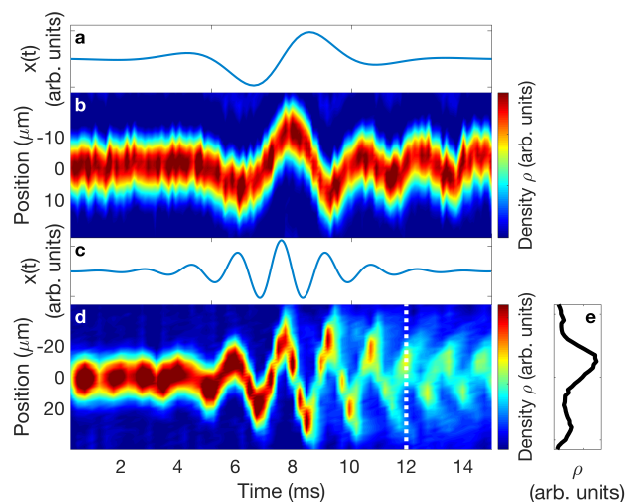 a
x(t)
(arb. units)
b
Position (μm)
-10
0
10
Density ρ (arb. units)
c
x(t)
(arb. units)
d
Position (μm)
-20
0
20
Density ρ (arb. units)
e
2 4 6 8 10 12 14
Time (ms)
ρ
(arb. units)